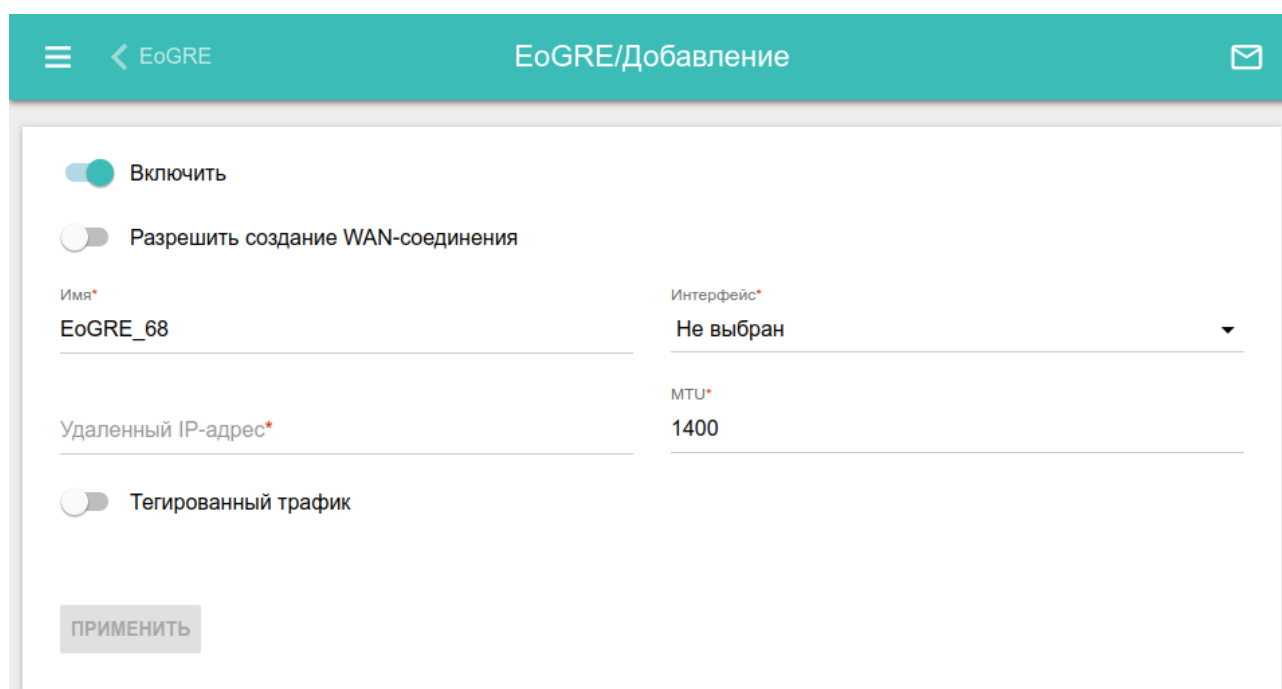 EoGRE
EoGRE/Добавление
Включить
Разрешить создание WAN-соединения
Имя*
EoGRE_68
Интерфейс*
Не выбран
Удаленный IP-адрес*
MTU*
1400
Тегированный трафик
ПРИМЕНИТЬ